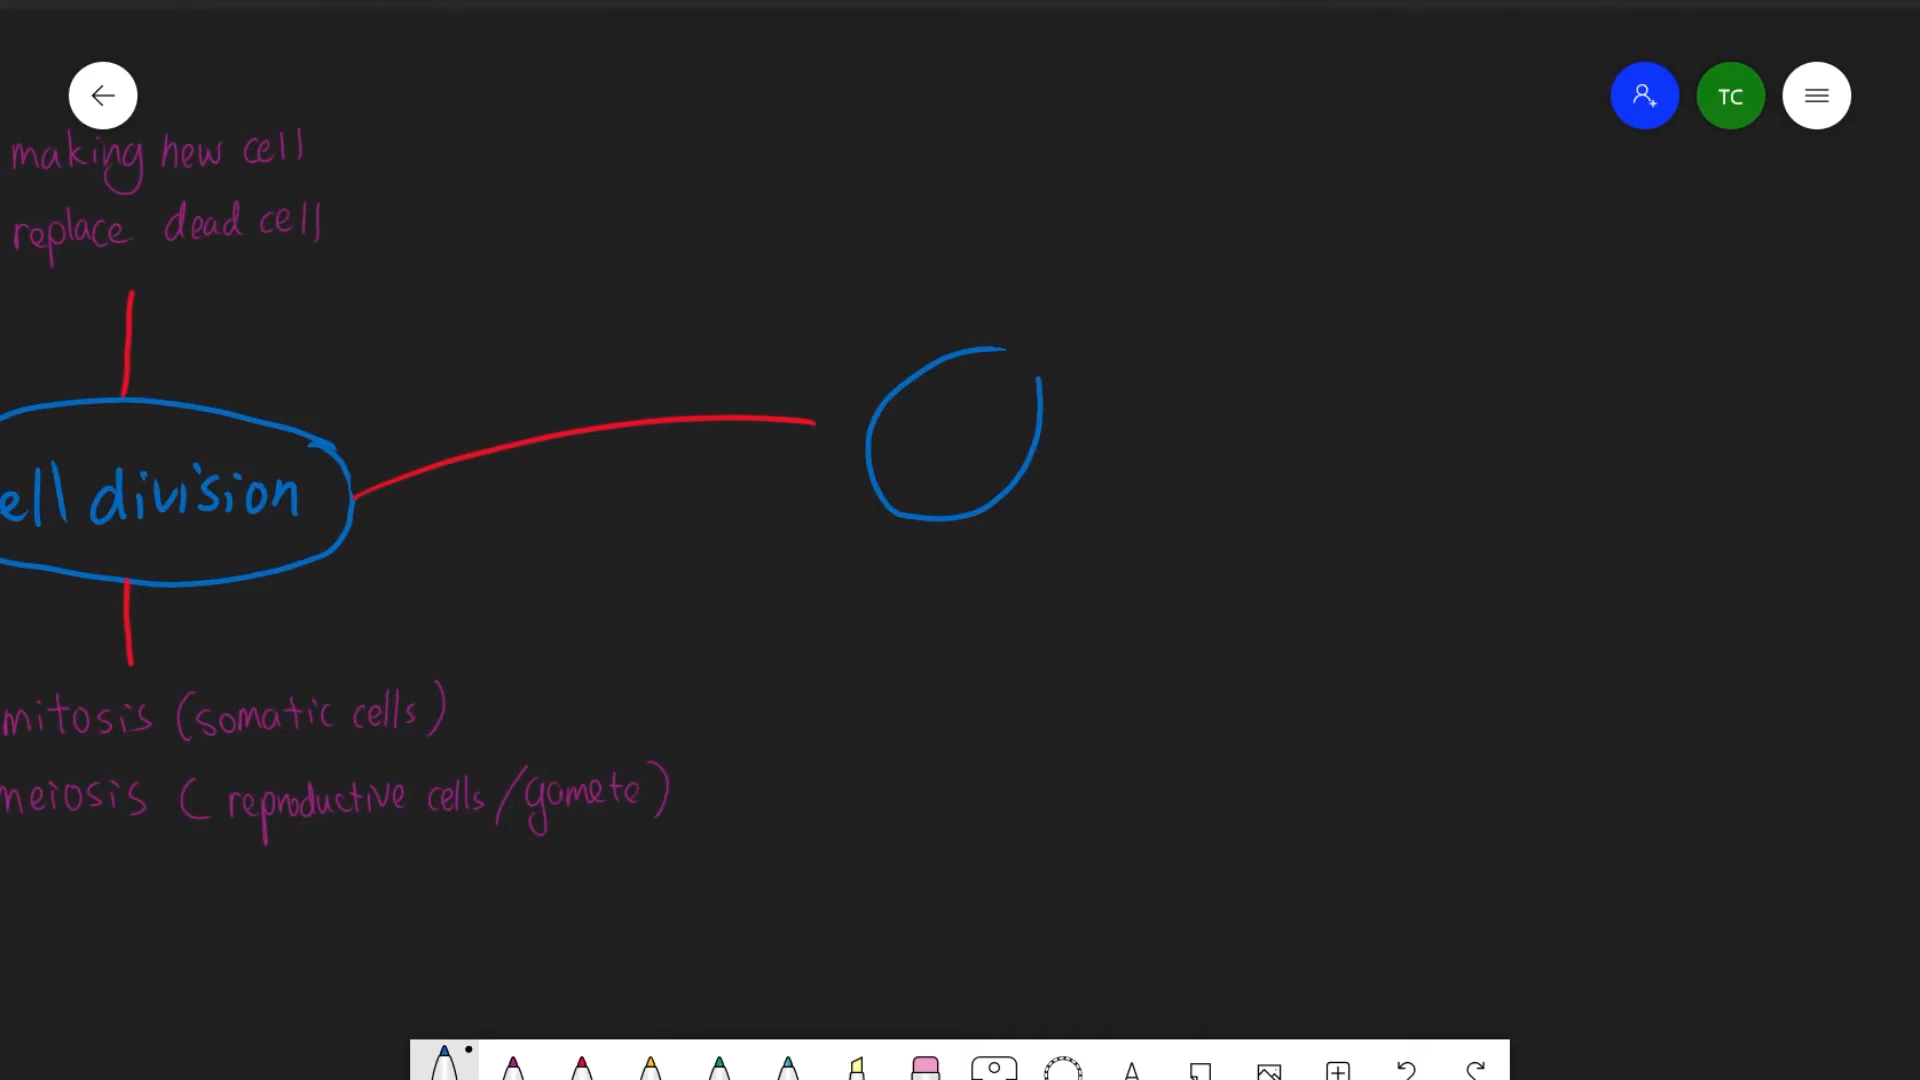 TC
making new cell
replace dead cell
ell division
mitosis (somatic cells)
meiosis (reproductive cells/gamete)